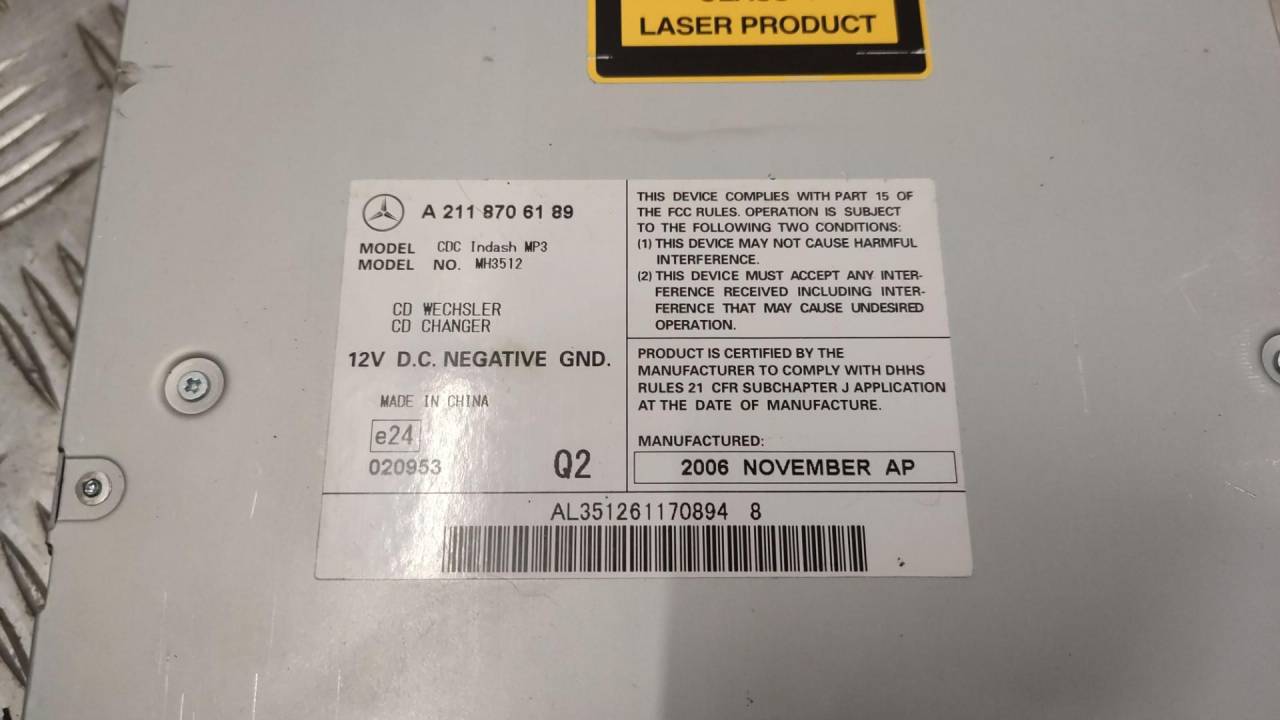 LASER PRODUCT
A 211 870 61 89
MODEL CDC Indash MP3
MODEL NO. MH3512
CD WECHSLER
CD CHANGER
12V D.C. NEGATIVE GND.
MADE IN CHINA
e24
020953
Q2
THIS DEVICE COMPLIES WITH PART 15 OF
THE FCC RULES. OPERATION IS SUBJECT
TO THE FOLLOWING TWO CONDITIONS:
(1) THIS DEVICE MAY NOT CAUSE HARMFUL
INTERFERENCE.
(2) THIS DEVICE MUST ACCEPT ANY INTER-
FERENCE RECEIVED INCLUDING INTER-
FERENCE THAT MAY CAUSE UNDESIRED
OPERATION.
PRODUCT IS CERTIFIED BY THE
MANUFACTURER TO COMPLY WITH DHHS
RULES 21 CFR SUBCHAPTER J APPLICATION
AT THE DATE OF MANUFACTURE.
MANUFACTURED:
2006 NOVEMBER AP
AL351261170894 8